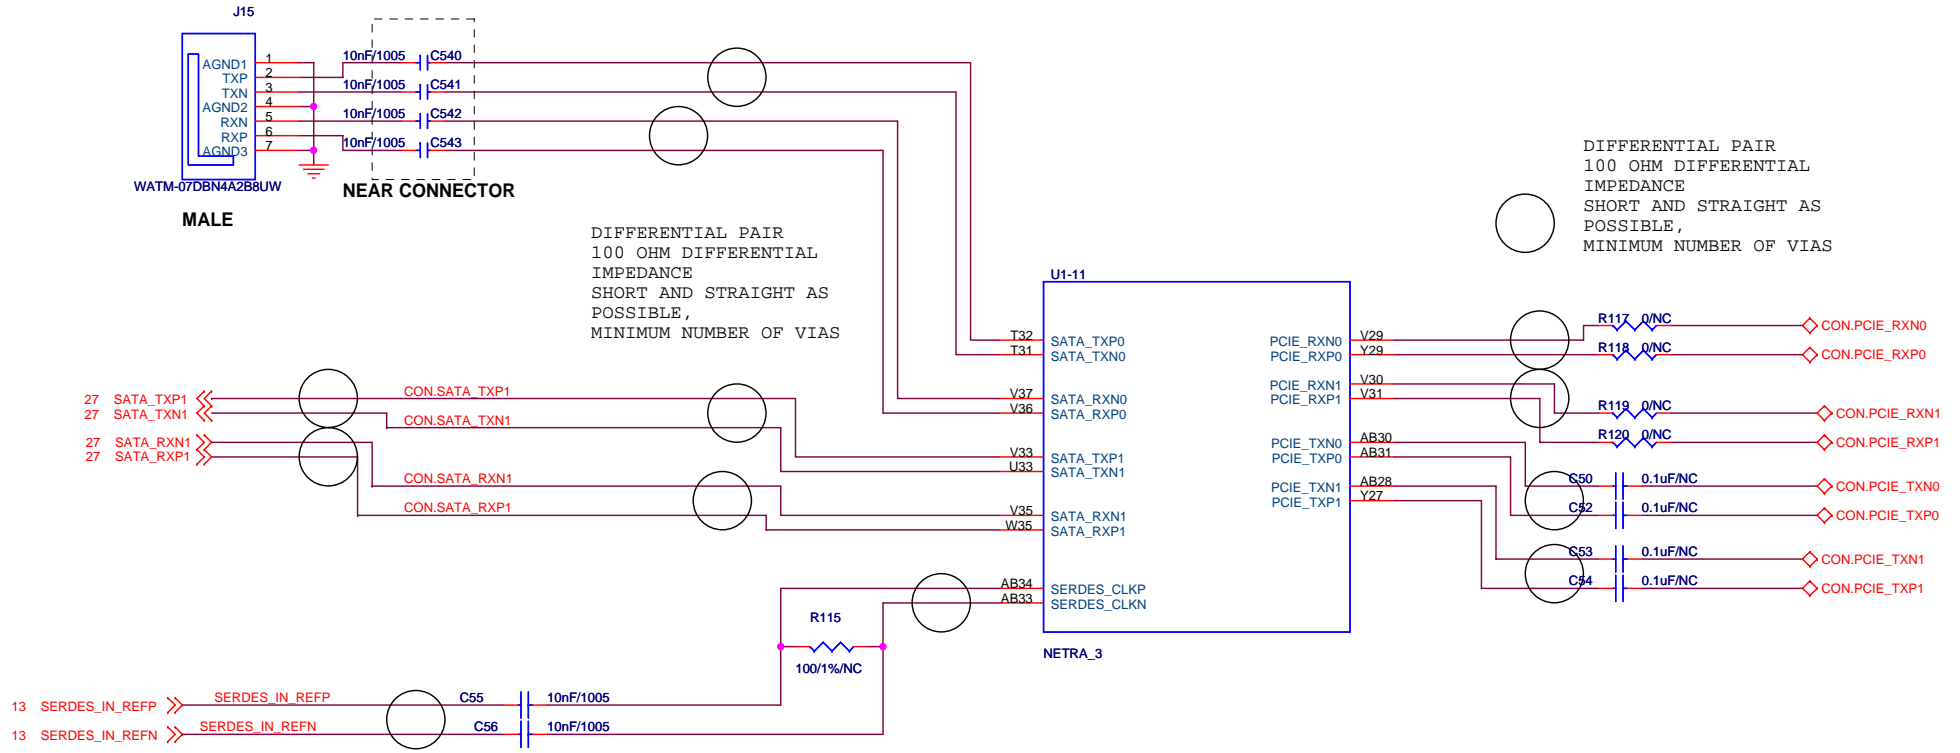 J15
AGND1 1
TXP 2
TXN 3
AGND2 4
RXN 5
RXP 6
AGND3 7
WATM-07DBN4A2B8UW
MALE
10nF/1005 C540
10nF/1005 C541
10nF/1005 C542
10nF/1005 C543
NEAR CONNECTOR
DIFFERENTIAL PAIR
100 OHM DIFFERENTIAL
IMPEDANCE
SHORT AND STRAIGHT AS
POSSIBLE,
MINIMUM NUMBER OF VIAS
DIFFERENTIAL PAIR
100 OHM DIFFERENTIAL
IMPEDANCE
SHORT AND STRAIGHT AS
POSSIBLE,
MINIMUM NUMBER OF VIAS
27 SATA_TXP1
27 SATA_TXN1
27 SATA_RXN1
27 SATA_RXP1
CON.SATA_TXP1
CON.SATA_TXN1
CON.SATA_RXN1
CON.SATA_RXP1
U1-11
T32 SATA_TXP0
T31 SATA_TXN0
V37 SATA_RXN0
V36 SATA_RXP0
V33 SATA_TXP1
U33 SATA_TXN1
V35 SATA_RXN1
W35 SATA_RXP1
AB34 SERDES_CLKP
AB33 SERDES_CLKN
PCIE_RXN0 V29
PCIE_RXP0 Y29
PCIE_RXN1 V30
PCIE_RXP1 V31
PCIE_TXN0 AB30
PCIE_TXP0 AB31
PCIE_TXN1 AB28
PCIE_TXP1 Y27
NETRA_3
R117 0/NC CON.PCIE_RXN0
R118 0/NC CON.PCIE_RXP0
R119 0/NC CON.PCIE_RXN1
R120 0/NC CON.PCIE_RXP1
C50 0.1uF/NC CON.PCIE_TXN0
C52 0.1uF/NC CON.PCIE_TXP0
C53 0.1uF/NC CON.PCIE_TXN1
C54 0.1uF/NC CON.PCIE_TXP1
R115
100/1%/NC
13 SERDES_IN_REFP SERDES_IN_REFP C55 10nF/1005
13 SERDES_IN_REFN SERDES_IN_REFN C56 10nF/1005